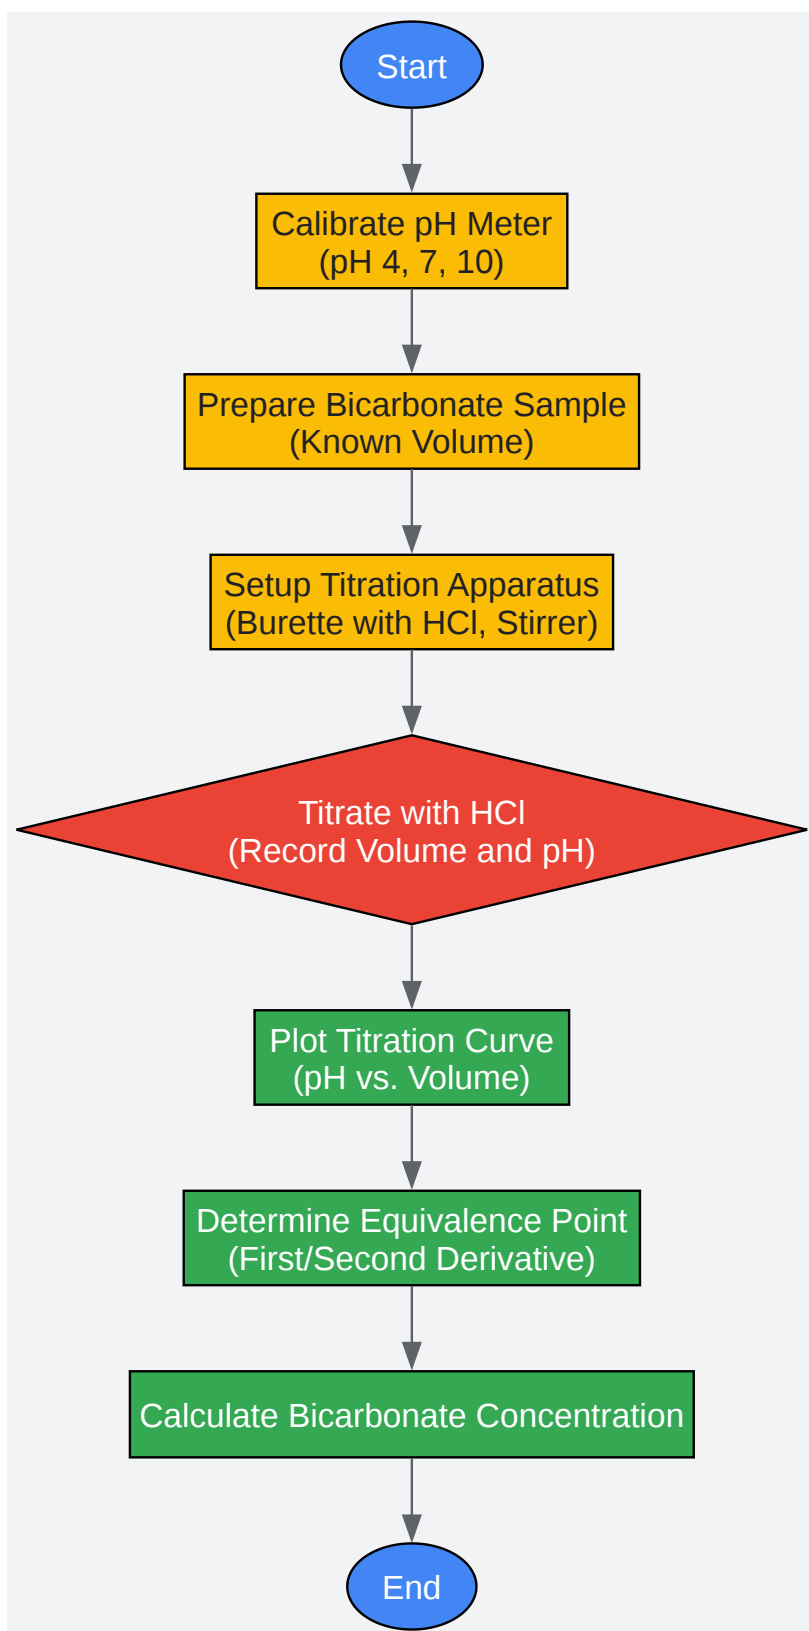 Start
Calibrate pH Meter
(pH 4, 7, 10)
Prepare Bicarbonate Sample
(Known Volume)
Setup Titration Apparatus
(Burette with HCl, Stirrer)
Titrate with HCl
(Record Volume and pH)
Plot Titration Curve
(pH vs. Volume)
Determine Equivalence Point
(First/Second Derivative)
Calculate Bicarbonate Concentration
End